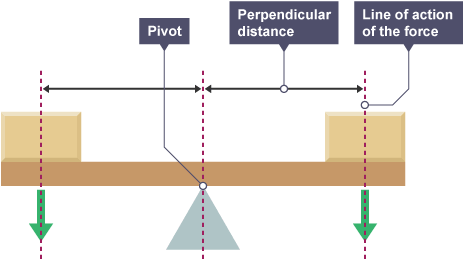 Pivot
Perpendicular
distance
Line of action
of the force